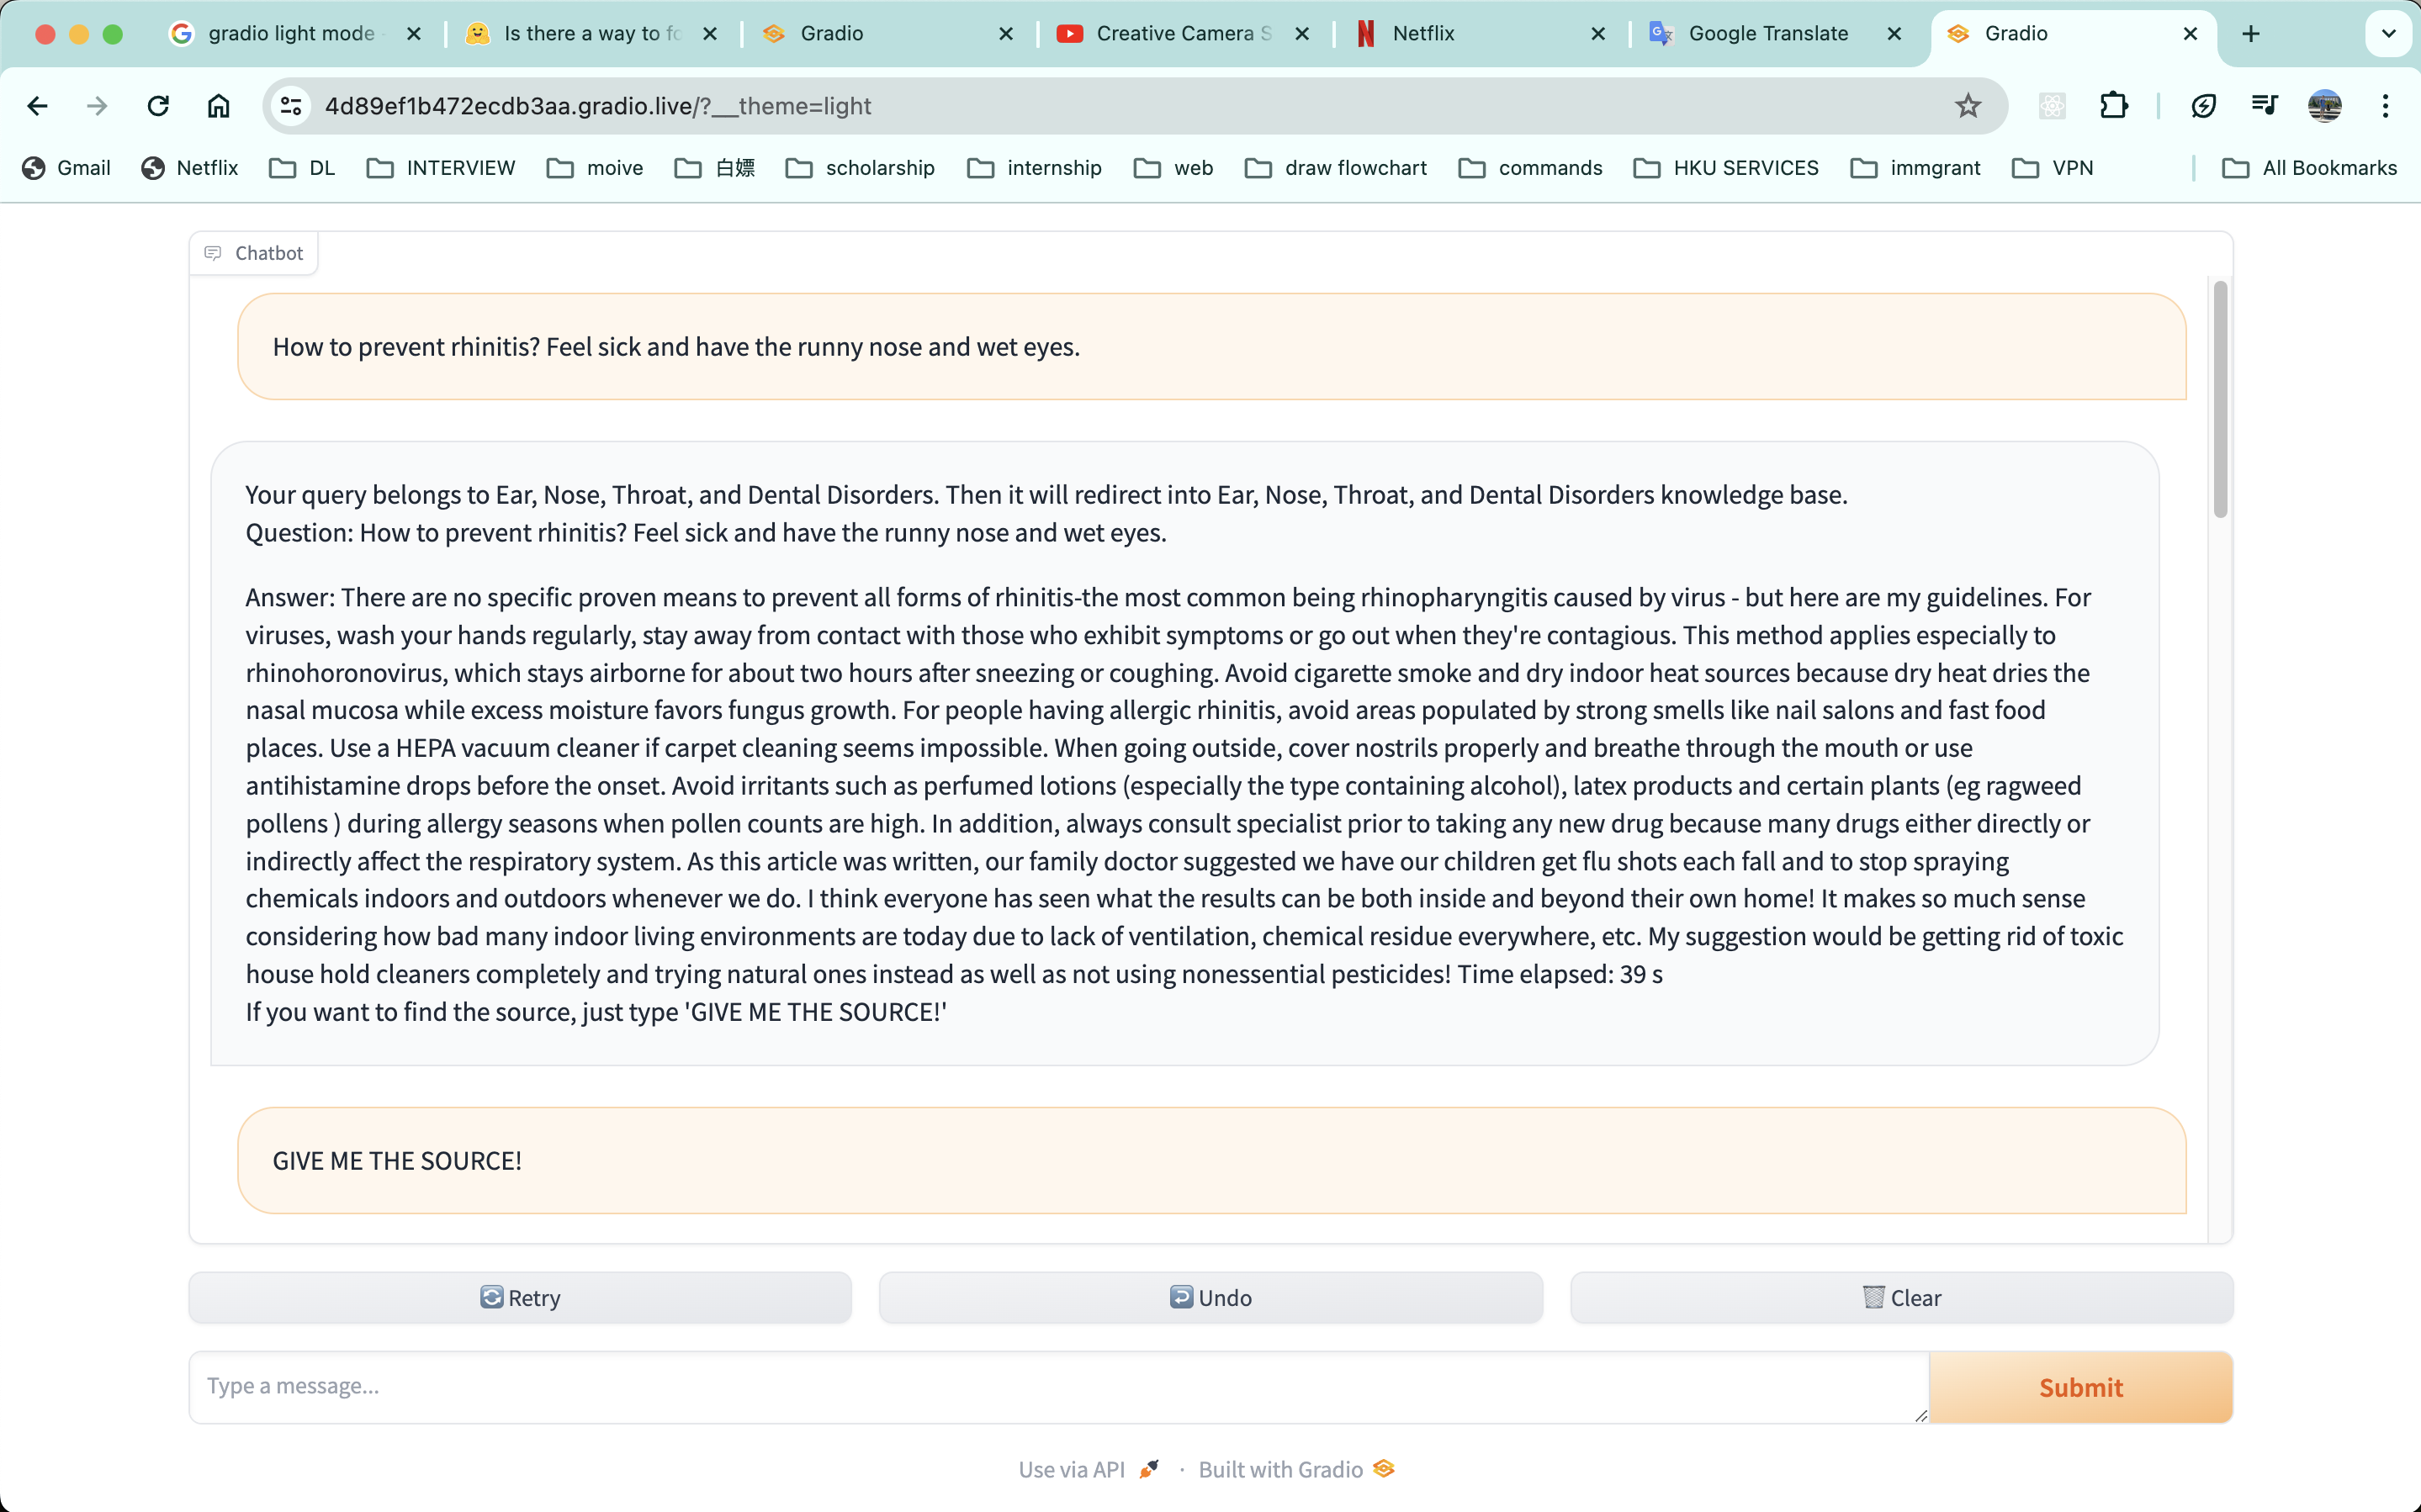 gradio light mode
Is there a way to fo
Gradio
Creative Camera S
Netflix
Google Translate
Gradio
4d89ef1b472ecdb3aa.gradio.live/?__theme=light
Gmail
Netflix
DL
INTERVIEW
moive
白嫖
scholarship
internship
web
draw flowchart
commands
HKU SERVICES
immgrant
VPN
All Bookmarks
Chatbot
How to prevent rhinitis? Feel sick and have the runny nose and wet eyes.
Your query belongs to Ear, Nose, Throat, and Dental Disorders. Then it will redirect into Ear, Nose, Throat, and Dental Disorders knowledge base.
Question: How to prevent rhinitis? Feel sick and have the runny nose and wet eyes.
Answer: There are no specific proven means to prevent all forms of rhinitis-the most common being rhinopharyngitis caused by virus - but here are my guidelines. For
viruses, wash your hands regularly, stay away from contact with those who exhibit symptoms or go out when they're contagious. This method applies especially to
rhinohoronovirus, which stays airborne for about two hours after sneezing or coughing. Avoid cigarette smoke and dry indoor heat sources because dry heat dries the
nasal mucosa while excess moisture favors fungus growth. For people having allergic rhinitis, avoid areas populated by strong smells like nail salons and fast food
places. Use a HEPA vacuum cleaner if carpet cleaning seems impossible. When going outside, cover nostrils properly and breathe through the mouth or use
antihistamine drops before the onset. Avoid irritants such as perfumed lotions (especially the type containing alcohol), latex products and certain plants (eg ragweed
pollens ) during allergy seasons when pollen counts are high. In addition, always consult specialist prior to taking any new drug because many drugs either directly or
indirectly affect the respiratory system. As this article was written, our family doctor suggested we have our children get flu shots each fall and to stop spraying
chemicals indoors and outdoors whenever we do. I think everyone has seen what the results can be both inside and beyond their own home! It makes so much sense
considering how bad many indoor living environments are today due to lack of ventilation, chemical residue everywhere, etc. My suggestion would be getting rid of toxic
house hold cleaners completely and trying natural ones instead as well as not using nonessential pesticides! Time elapsed: 39 s
If you want to find the source, just type 'GIVE ME THE SOURCE!'
GIVE ME THE SOURCE!
Retry
Undo
Clear
Type a message...
Submit
Use via API · Built with Gradio